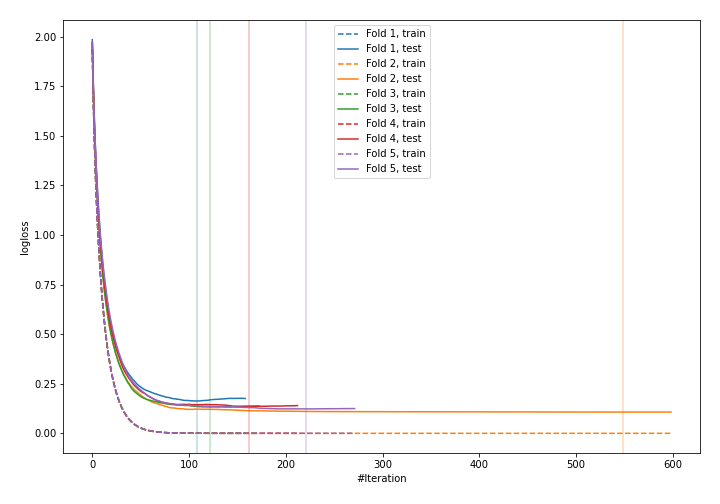 Fold 1, train
Fold 1, test
Fold 2, train
Fold 2, test
Fold 3, train
Fold 3, test
Fold 4, train
Fold 4, test
Fold 5, train
Fold 5, test
2.00
1.75
1.50
1.25
1.00
0.75
0.50
0.25
0.00
logloss
0 100 200 300 400 500 600
#Iteration